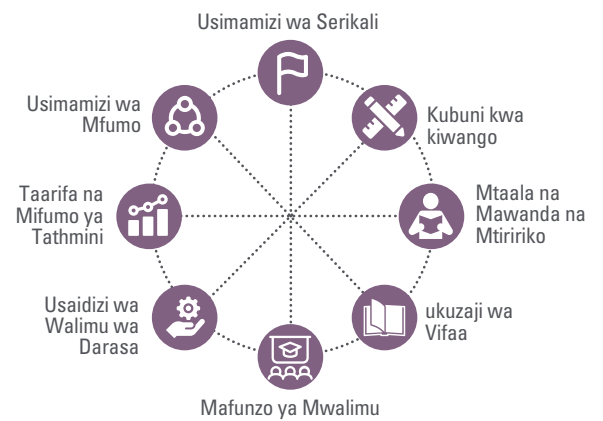 Usimamizi wa Serikali
Kubuni kwa
kiwango
Mtaala na
Mawanda na
Mtiririko
ukuzaji wa
Vifaa
Mafunzo ya Mwalimu
Usaidizi wa
Walimu wa
Darasa
Taarifa na
Mifumo ya
Tathmini
Usimamizi wa
Mfumo